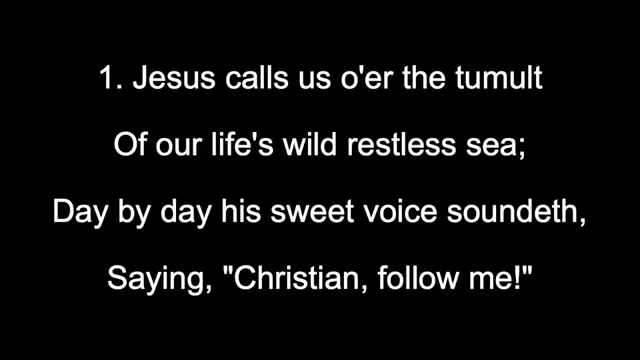 1. Jesus calls us o'er the tumult
Of our life's wild restless sea;
Day by day his sweet voice soundeth,
Saying, "Christian, follow me!"